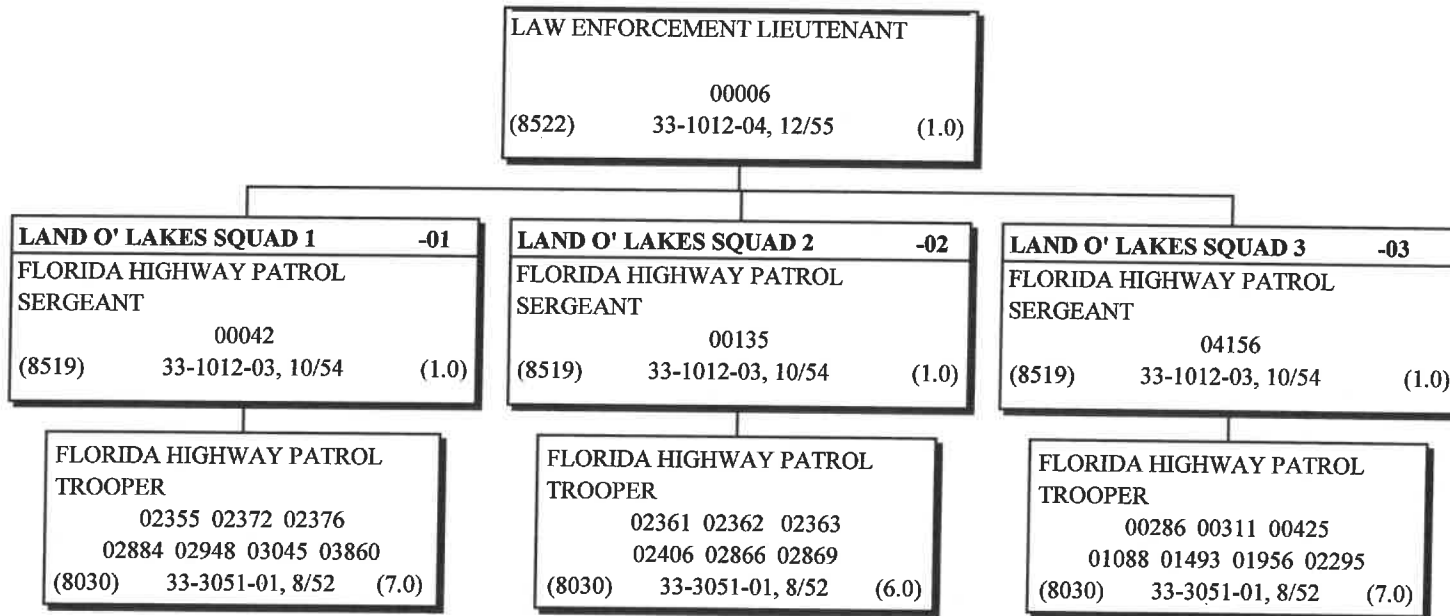 LAW ENFORCEMENT LIEUTENANT
00006
(8522) 33-1012-04, 12/55 (1.0)
LAND O' LAKES SQUAD 1 -01
FLORIDA HIGHWAY PATROL
SERGEANT
00042
(8519) 33-1012-03, 10/54 (1.0)
FLORIDA HIGHWAY PATROL
TROOPER
02355 02372 02376
02884 02948 03045 03860
(8030) 33-3051-01, 8/52 (7.0)
LAND O' LAKES SQUAD 2 -02
FLORIDA HIGHWAY PATROL
SERGEANT
00135
(8519) 33-1012-03, 10/54 (1.0)
FLORIDA HIGHWAY PATROL
TROOPER
02361 02362 02363
02406 02866 02869
(8030) 33-3051-01, 8/52 (6.0)
LAND O' LAKES SQUAD 3 -03
FLORIDA HIGHWAY PATROL
SERGEANT
04156
(8519) 33-1012-03, 10/54 (1.0)
FLORIDA HIGHWAY PATROL
TROOPER
00286 00311 00425
01088 01493 01956 02295
(8030) 33-3051-01, 8/52 (7.0)